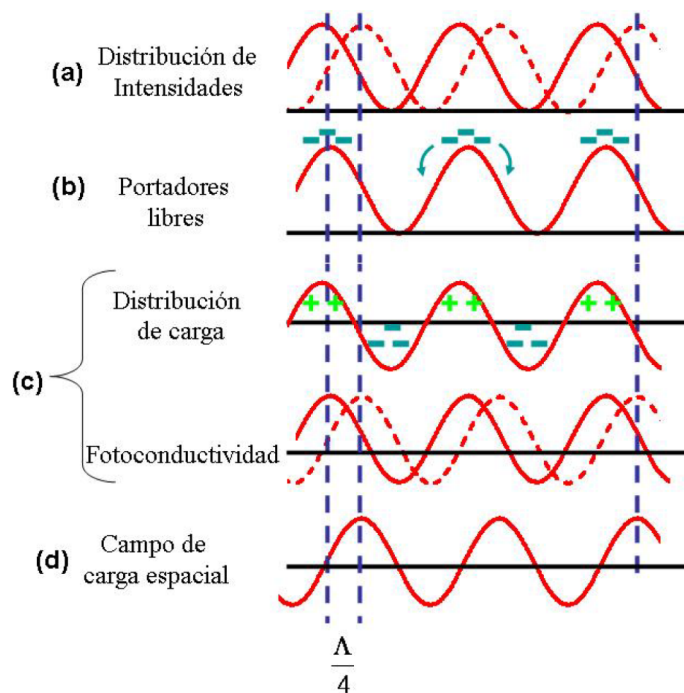 (a)
Distribución de
Intensidades
(b)
Portadores
libres
(c)
Distribución
de carga
+ +
+ +
+ +
Fotoconductividad
(d)
Campo de
carga espacial
Λ
4